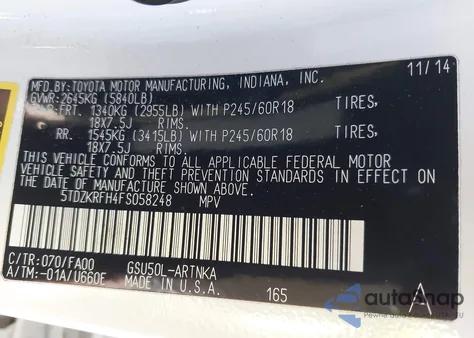 MFD.BY:TOYOTA MOTOR MANUFACTURING, INDIANA, INC. 11/14
GVWR:2645KG (5840LB)
FRT. 1340KG (2955LB) WITH P245/60R18 TIRES,
18X7.5J RIMS.
RR. 1545KG (3415LB) WITH P245/60R18 TIRES,
18X7.5J RIMS.
THIS VEHICLE CONFORMS TO ALL APPLICABLE FEDERAL MOTOR
VEHICLE SAFETY AND THEFT PREVENTION STANDARDS IN EFFECT ON
THE DATE OF MANUFACTURE SHOWN ABOVE.
5TDZKRFH4FS058248 MPV
C/TR:070/FA00 GSU50L-ARTNKA
A/TM:-01A/U660E MADE IN U.S.A. 165 A
autoSnap